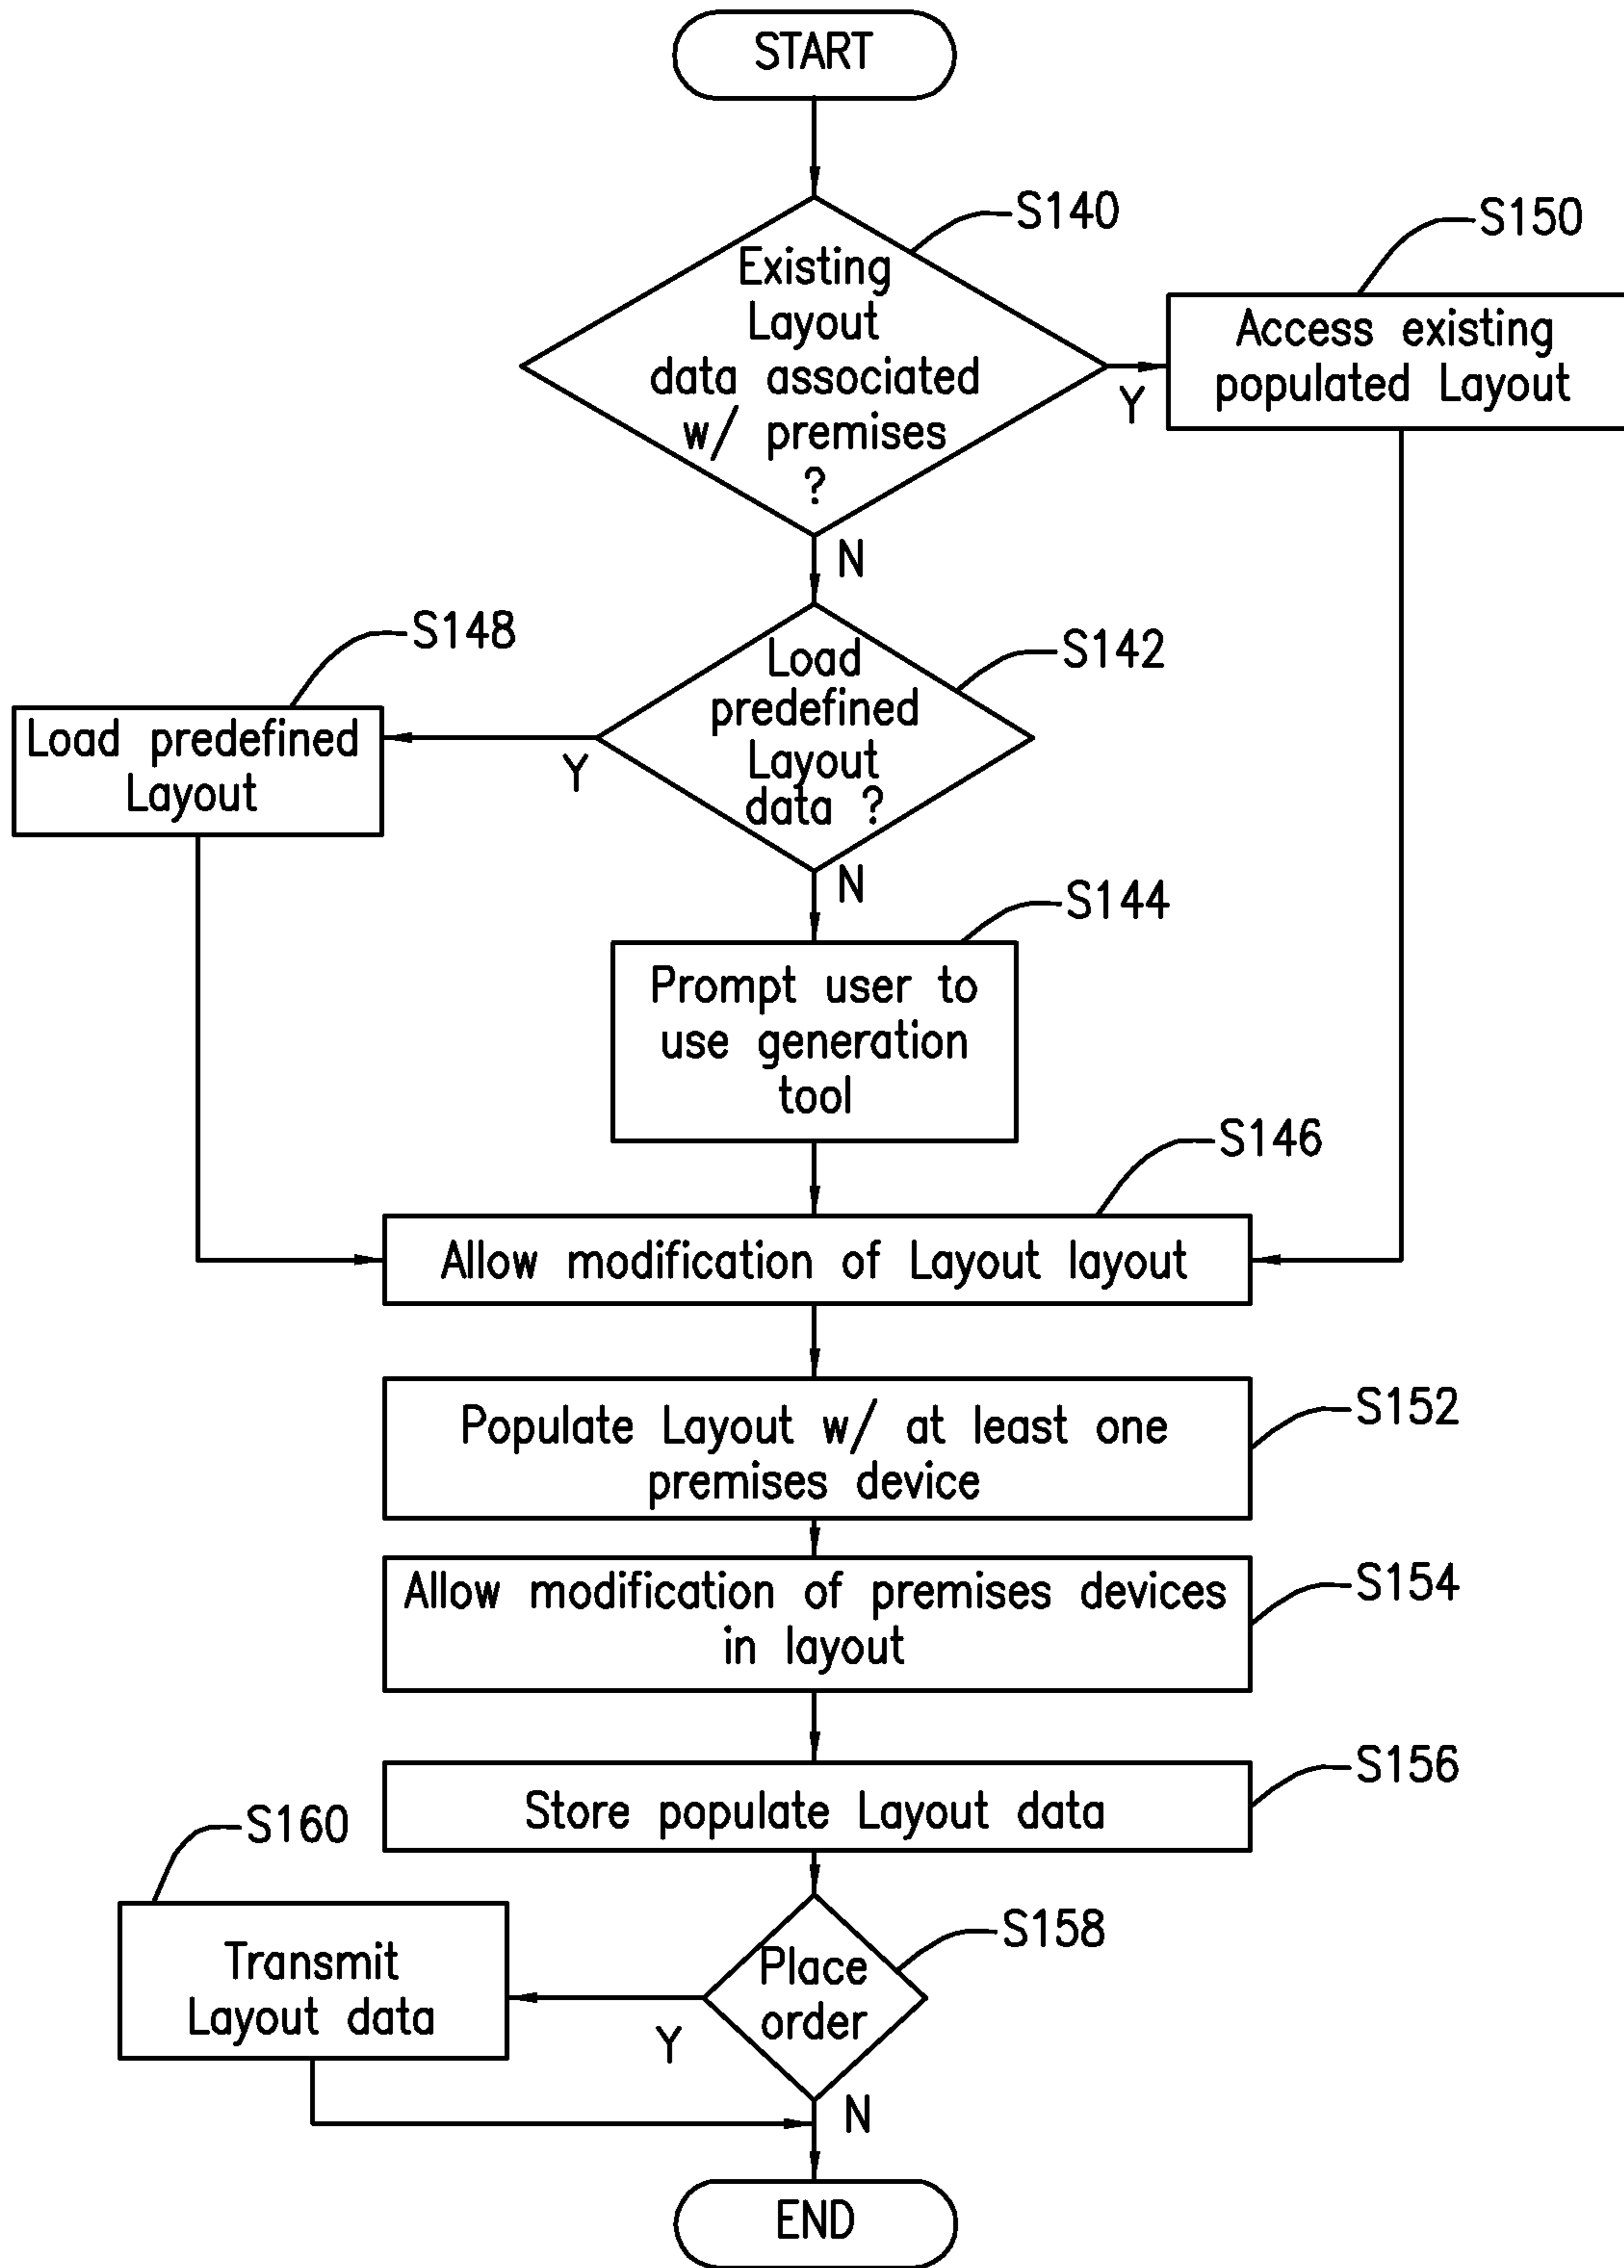 START
S140
Existing
Layout
data associated
w/ premises
?
Y
S150
Access existing
populated Layout
N
S142
Load
predefined
Layout
data ?
Y
S148
Load predefined
Layout
N
S144
Prompt user to
use generation
tool
S146
Allow modification of Layout layout
S152
Populate Layout w/ at least one
premises device
S154
Allow modification of premises devices
in layout
S156
Store populate Layout data
S158
Place
order
Y
S160
Transmit
Layout data
N
END